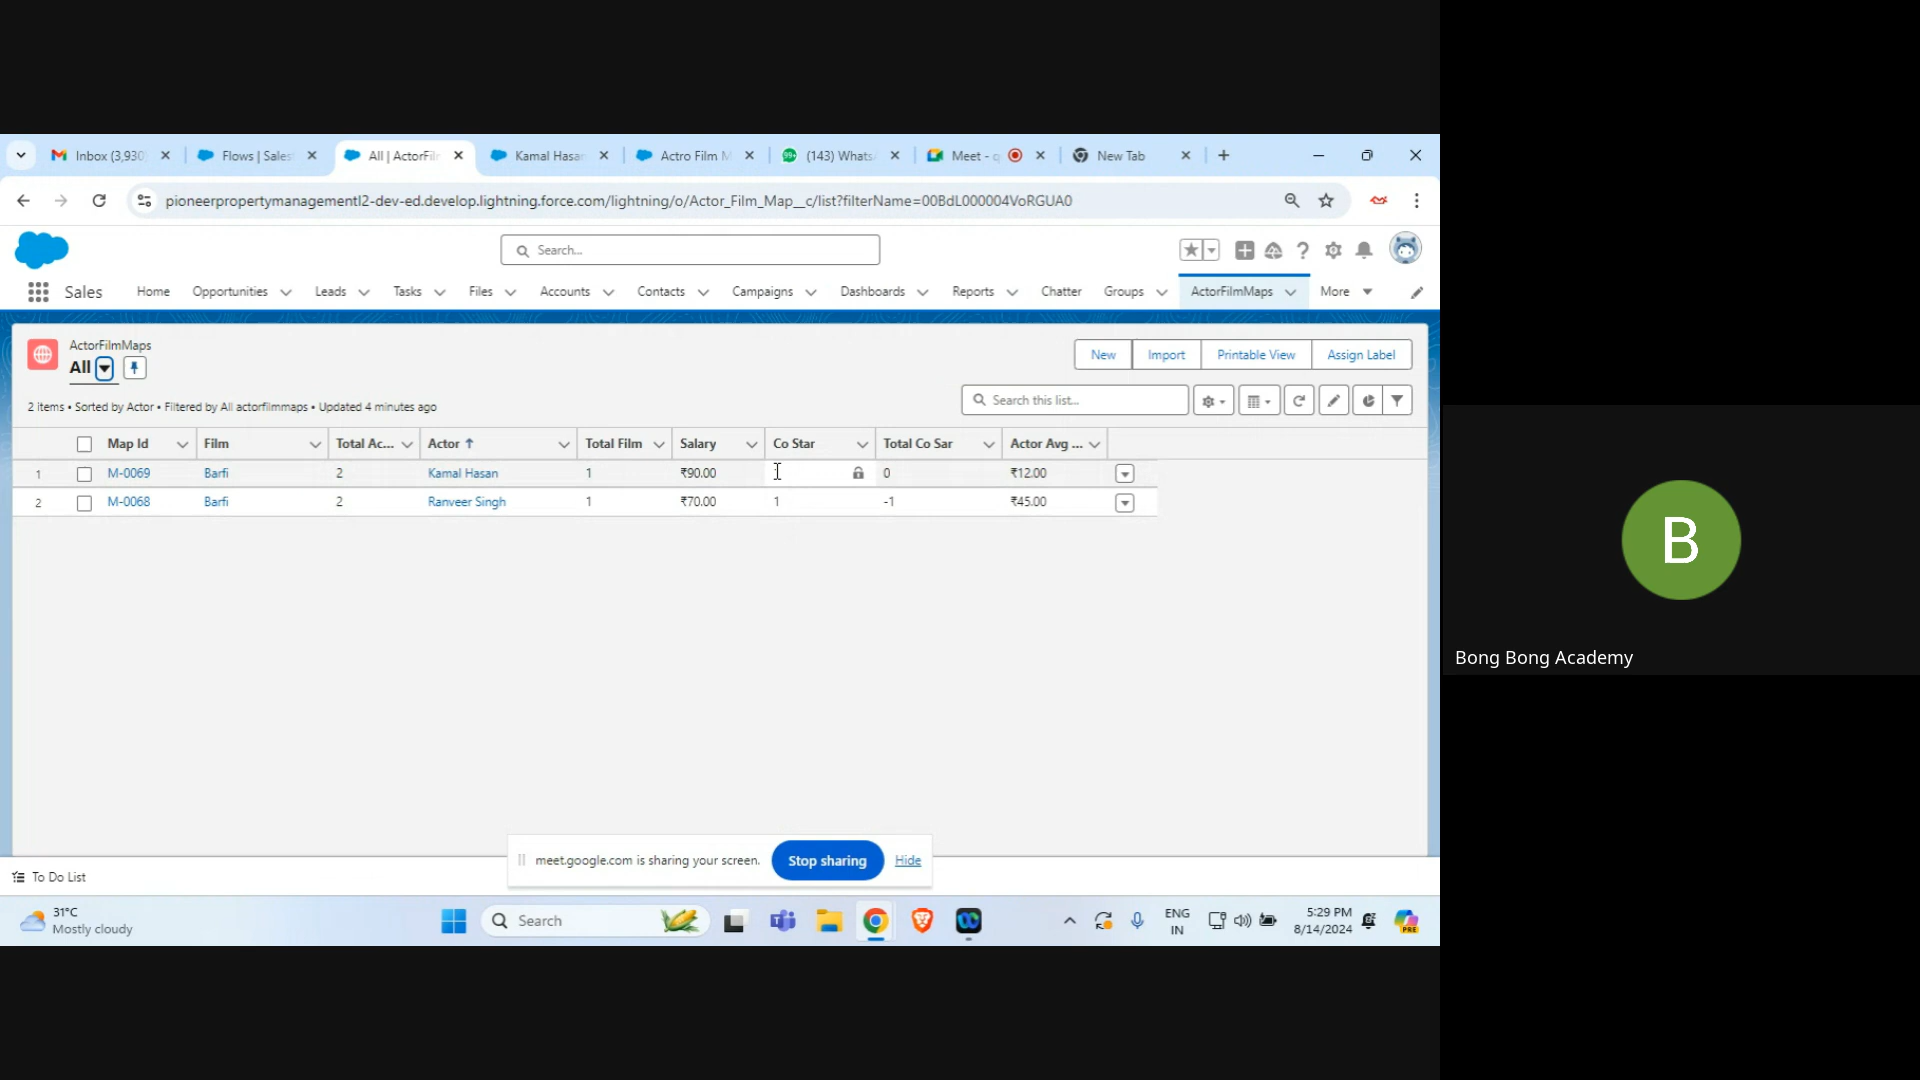 Inbox (3,930
Flows | Sales
All | ActorFil
Kamal Hasa
Actro Film M
99+
(143) Whats
Meet -
New Tab
pioneerpropertymanagementl2-dev-ed.develop.lightning.force.com/lightning/o/Actor_Film_Map__c/list?filterName=00BdL000004VoRGUA0
Search...
Sales
Home
Opportunities
Leads
Tasks
Files
Accounts
Contacts
Campaigns
Dashboards
Reports
Chatter
Groups
ActorFilmMaps
More
ActorFilmMaps
All
New
Import
Printable View
Assign Label
2 items • Sorted by Actor • Filtered by All actorfilmmaps • Updated 4 minutes ago
Search this list...
Map Id
Film
Total Ac...
Actor ↑
Total Film
Salary
Co Star
Total Co Sar
Actor Avg ...
1 M-0069 Barfi 2 Kamal Hasan 1 ₹90.00 0 ₹12.00
2 M-0068 Barfi 2 Ranveer Singh 1 ₹70.00 1 -1 ₹45.00
meet.google.com is sharing your screen.
Stop sharing
Hide
To Do List
31°C
Mostly cloudy
Search
ENG
IN
5:29 PM
8/14/2024
PRE
B
Bong Bong Academy